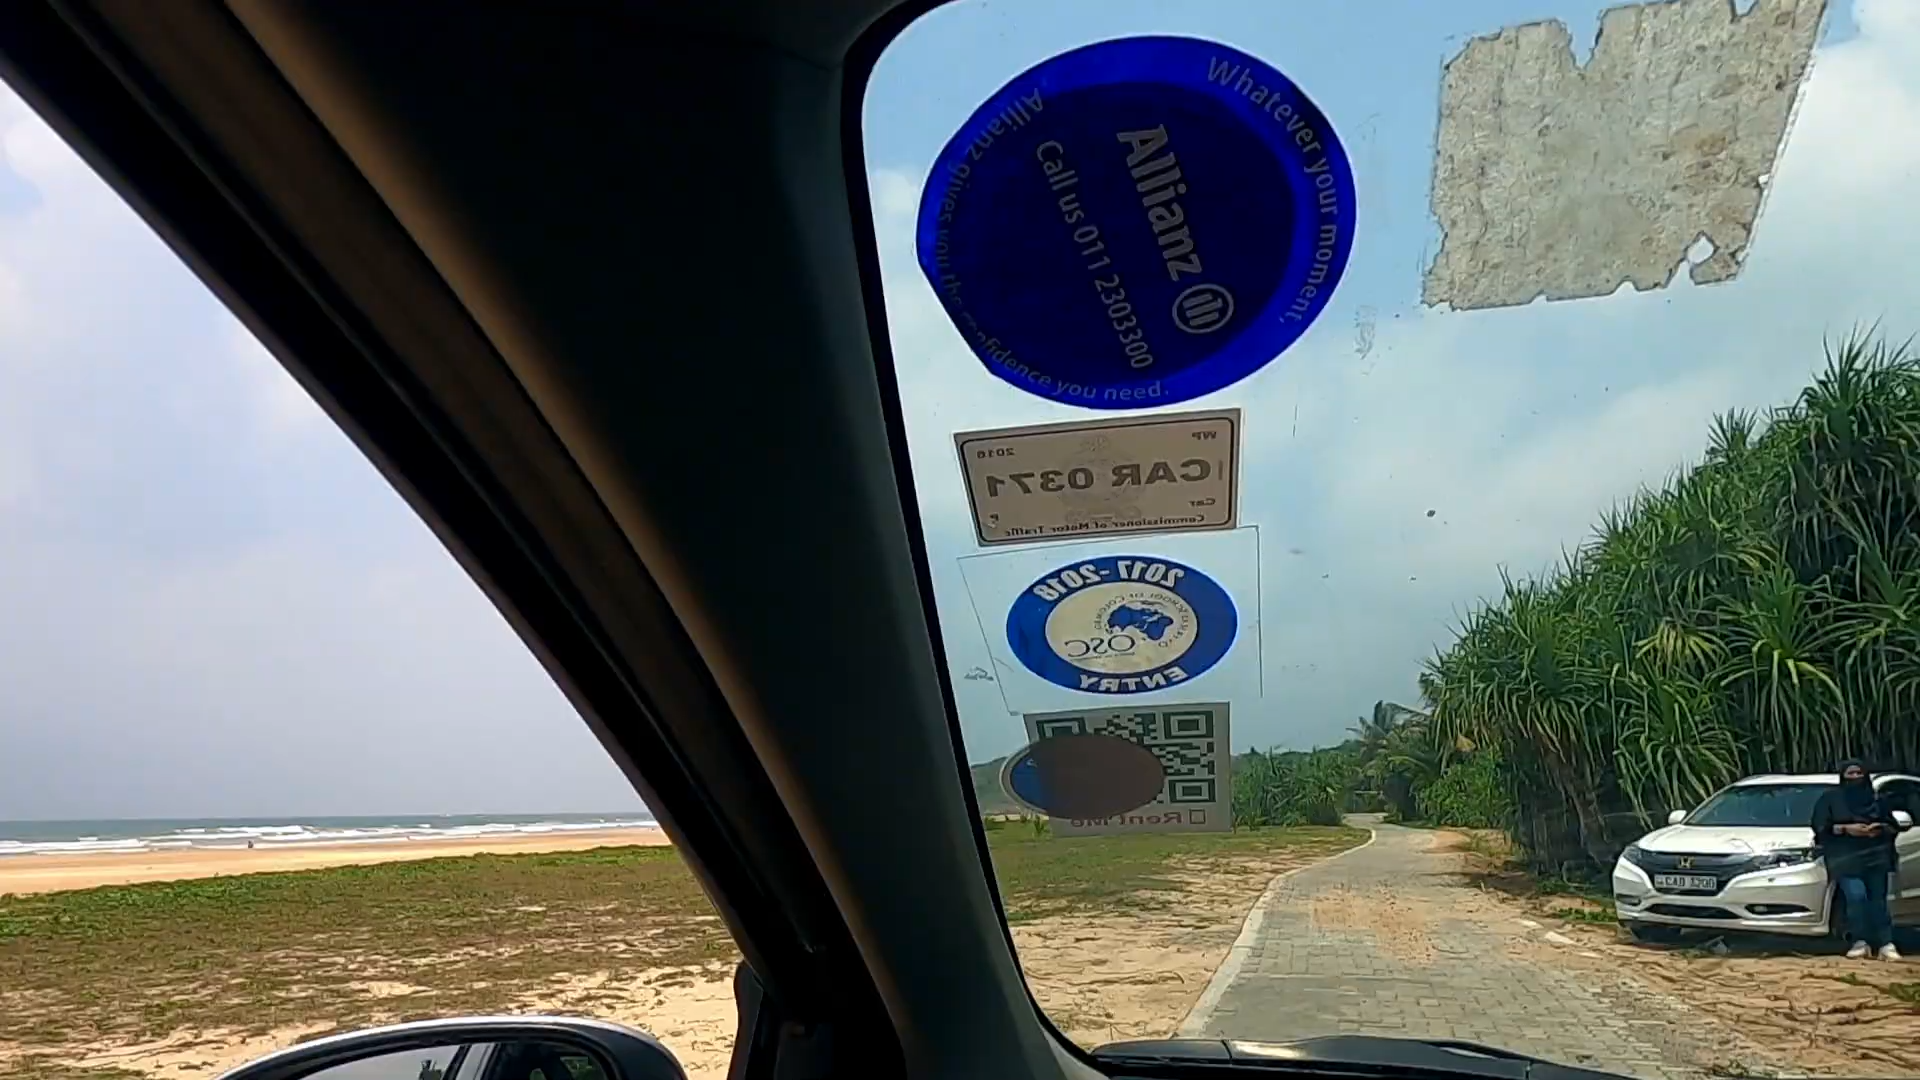 Whatever your moment,
Allianz
Call us 011 2303300
Allianz gives you the confidence you need.
WP
2016
CAR 0371
Car
P
Commissioner of Motor Traffic
2017-2018
OSC
ENTRY
Rent Me